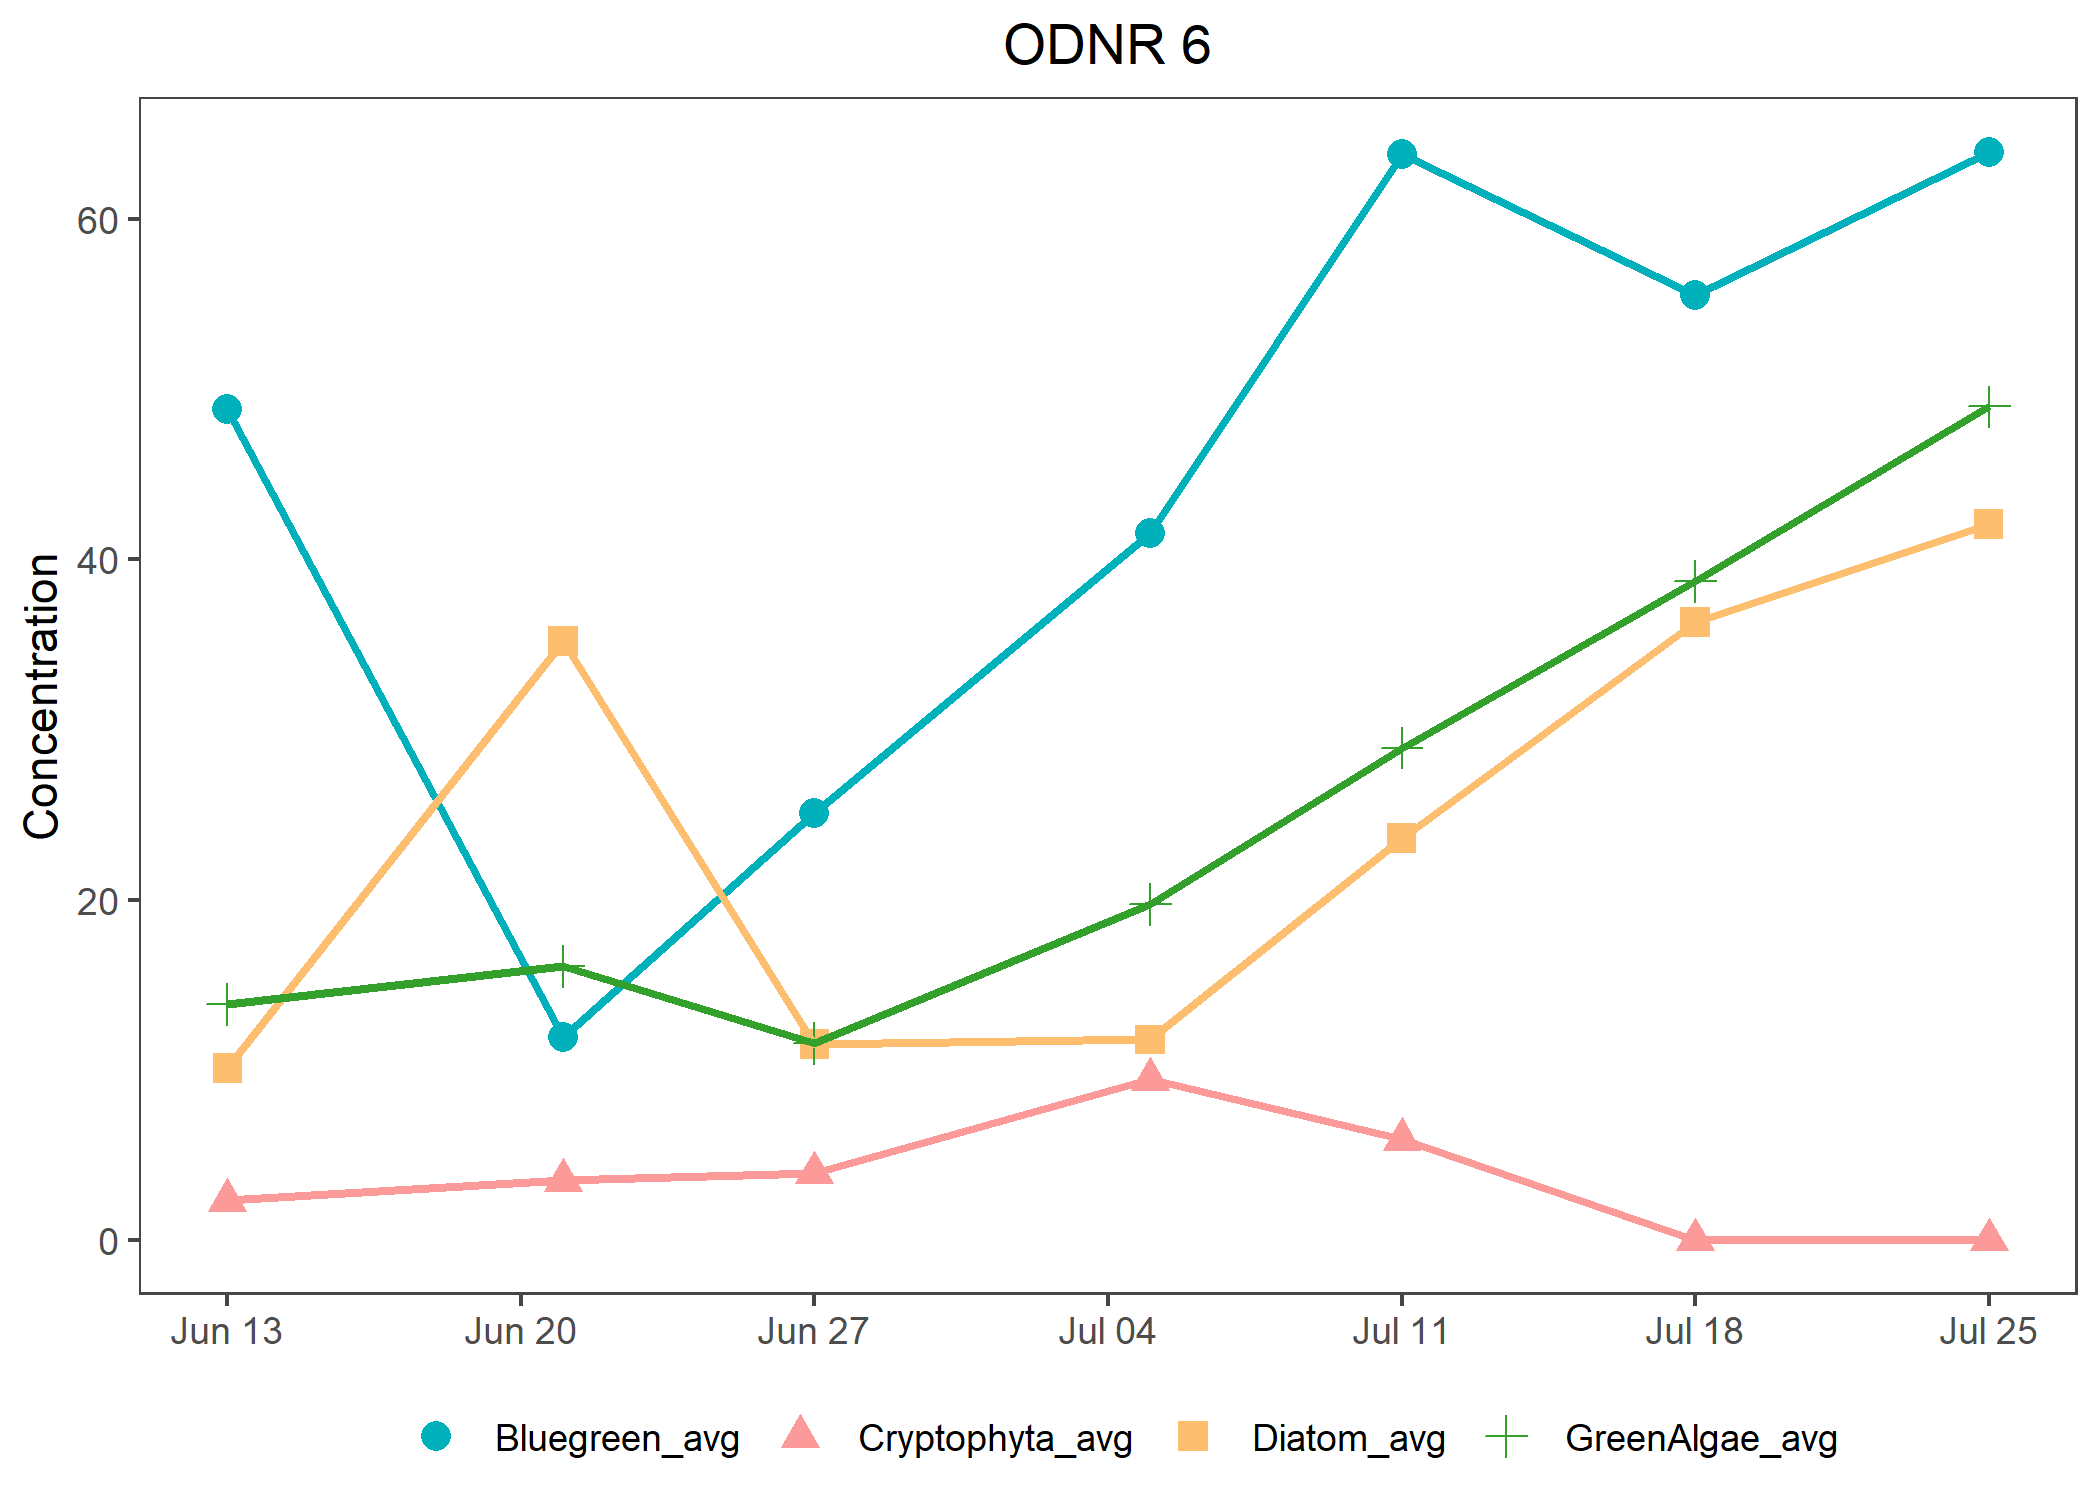 ODNR 6
Concentration
60
40
20
0
Jun 13 Jun 20 Jun 27 Jul 04 Jul 11 Jul 18 Jul 25
Bluegreen_avg Cryptophyta_avg Diatom_avg GreenAlgae_avg